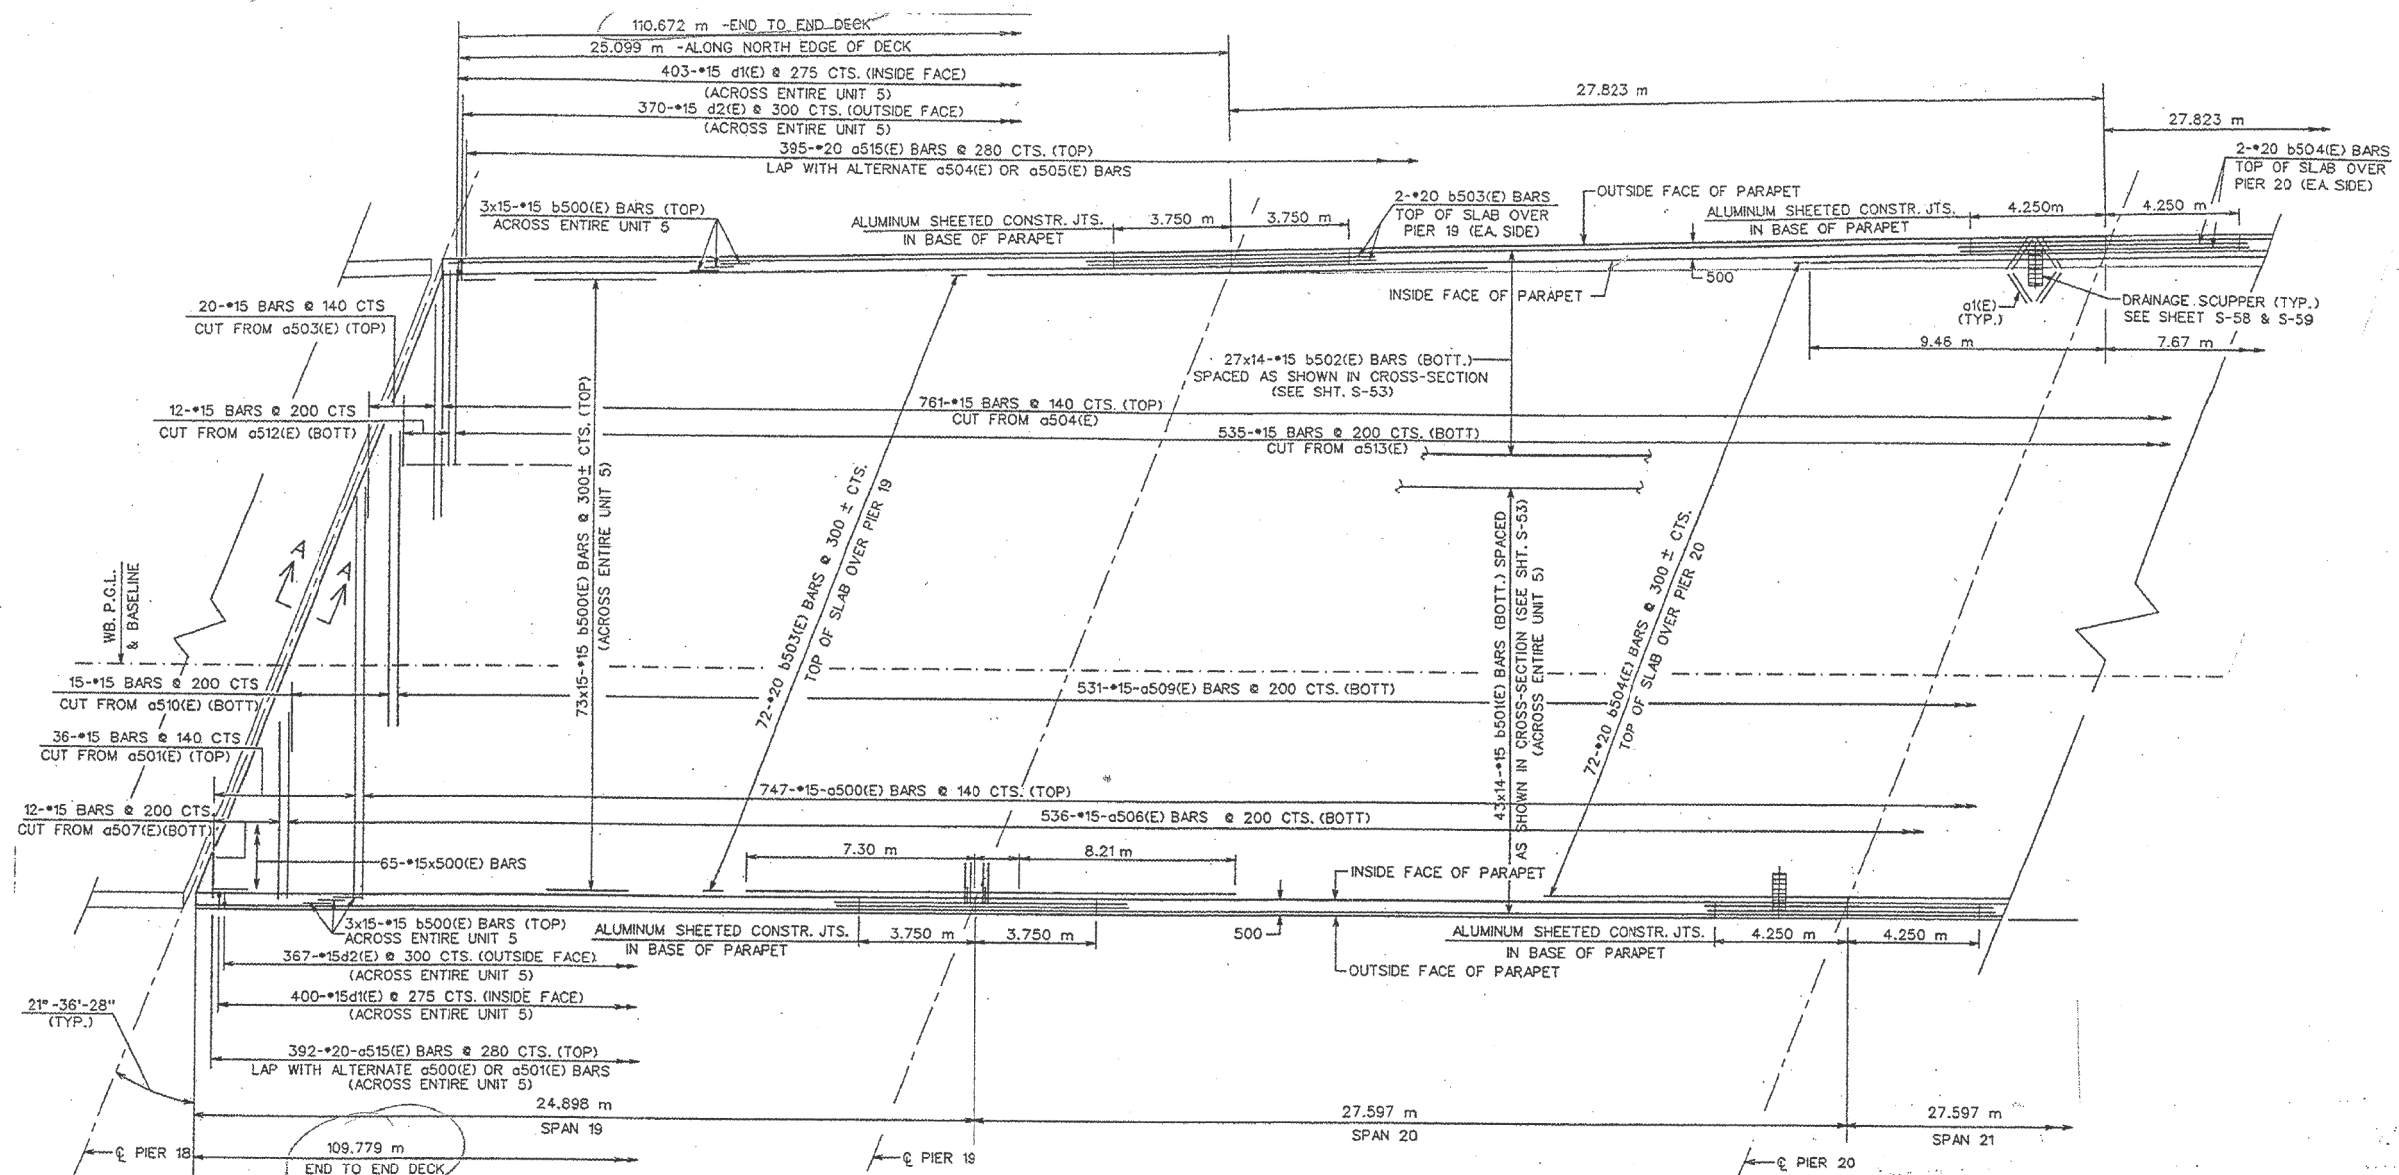 110.672 m -END TO END DECK
25.099 m -ALONG NORTH EDGE OF DECK
403-#15 d1(E) @ 275 CTS. (INSIDE FACE)
(ACROSS ENTIRE UNIT 5)
370-#15 d2(E) @ 300 CTS. (OUTSIDE FACE)
(ACROSS ENTIRE UNIT 5)
395-#20 a515(E) BARS @ 280 CTS. (TOP)
LAP WITH ALTERNATE a504(E) OR a505(E) BARS
27.823 m
27.823 m
2-#20 b504(E) BARS
TOP OF SLAB OVER
PIER 20 (EA. SIDE)
3x15-#15 b500(E) BARS (TOP)
ACROSS ENTIRE UNIT 5
ALUMINUM SHEETED CONSTR. JTS.
IN BASE OF PARAPET
3.750 m
3.750 m
2-#20 b503(E) BARS
TOP OF SLAB OVER
PIER 19 (EA. SIDE)
OUTSIDE FACE OF PARAPET
ALUMINUM SHEETED CONSTR. JTS.
IN BASE OF PARAPET
4.250m
4.250 m
500
INSIDE FACE OF PARAPET
a1(E)
(TYP.)
DRAINAGE SCUPPER (TYP.)
SEE SHEET S-58 & S-59
20-#15 BARS @ 140 CTS
CUT FROM a503(E) (TOP)
9.46 m
7.67 m
27x14-#15 b502(E) BARS (BOTT.)
SPACED AS SHOWN IN CROSS-SECTION
(SEE SHT. S-53)
12-#15 BARS @ 200 CTS
CUT FROM a512(E) (BOTT)
761-#15 BARS @ 140 CTS. (TOP)
CUT FROM a504(E)
535-#15 BARS @ 200 CTS. (BOTT)
CUT FROM a513(E)
73x15-#15 b500(E) BARS @ 300± CTS. (TOP)
(ACROSS ENTIRE UNIT 5)
72-#20 b503(E) BARS @ 300 ± CTS.
TOP OF SLAB OVER PIER 19
43x14-#15 b501(E) BARS (BOTT.) SPACED
AS SHOWN IN CROSS-SECTION (SEE SHT. S-53)
(ACROSS ENTIRE UNIT 5)
72-#20 b504(E) BARS @ 300 ± CTS.
TOP OF SLAB OVER PIER 20
A
A
WB. P.G.L.
& BASELINE
15-#15 BARS @ 200 CTS
CUT FROM a510(E) (BOTT)
531-#15-a509(E) BARS @ 200 CTS. (BOTT)
36-#15 BARS @ 140 CTS
CUT FROM a501(E) (TOP)
747-#15-a500(E) BARS @ 140 CTS. (TOP)
12-#15 BARS @ 200 CTS.
CUT FROM a507(E)(BOTT)
536-#15-a506(E) BARS @ 200 CTS. (BOTT)
65-#15x500(E) BARS
7.30 m
8.21 m
INSIDE FACE OF PARAPET
3x15-#15 b500(E) BARS (TOP)
ACROSS ENTIRE UNIT 5
ALUMINUM SHEETED CONSTR. JTS.
IN BASE OF PARAPET
3.750 m
3.750 m
500
OUTSIDE FACE OF PARAPET
ALUMINUM SHEETED CONSTR. JTS.
IN BASE OF PARAPET
4.250 m
4.250 m
367-#15d2(E) @ 300 CTS. (OUTSIDE FACE)
(ACROSS ENTIRE UNIT 5)
400-#15d1(E) @ 275 CTS. (INSIDE FACE)
(ACROSS ENTIRE UNIT 5)
21°-36'-28"
(TYP.)
392-#20-a515(E) BARS @ 280 CTS. (TOP)
LAP WITH ALTERNATE a500(E) OR a501(E) BARS
(ACROSS ENTIRE UNIT 5)
24.898 m
SPAN 19
27.597 m
SPAN 20
27.597 m
SPAN 21
℄ PIER 18
109.779 m
END TO END DECK
℄ PIER 19
℄ PIER 20